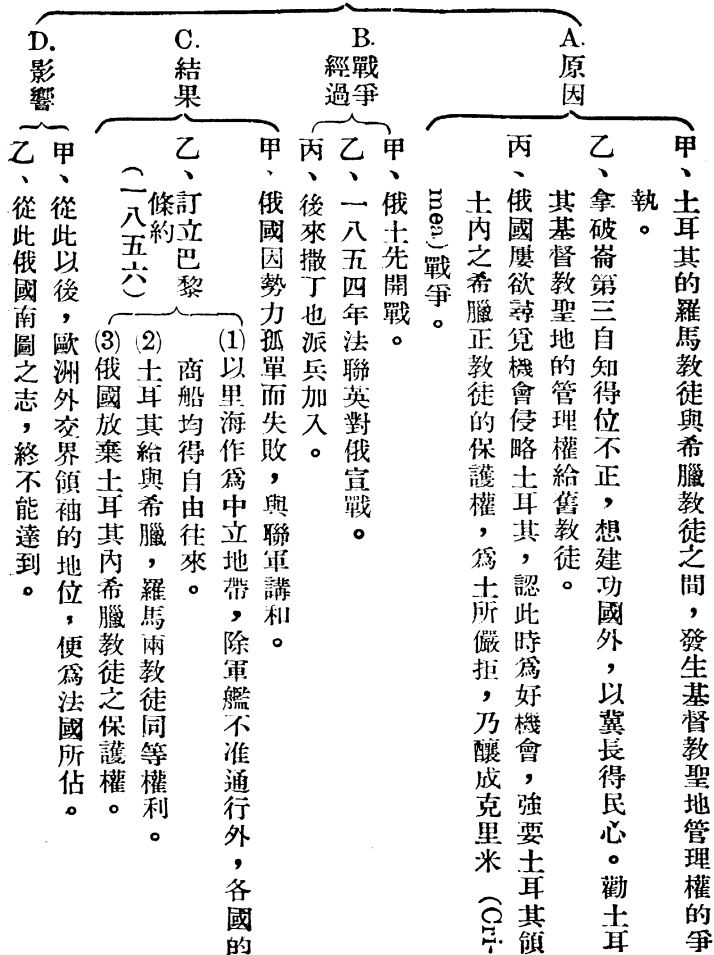 A.原因
甲、土耳其的羅馬教徒與希臘教徒之間，發生基督教聖地管理權的爭
執。
乙、拿破崙第三自知得位不正，想建功國外，以冀長得民心。勸土耳
其基督教聖地的管理權給舊教徒。
丙、俄國屢欲尋覓機會侵略土耳其，認此時爲好機會，強要土耳其領
土內之希臘正教徒的保護權，爲土所儼拒，乃釀成克里米（Cri-
mea)戰爭。
B.戰爭
經過
甲、俄土先開戰。
乙、一八五四年法聯英對俄宣戰。
丙、後來撒丁也派兵加入。
C.結果
甲、俄國因勢力孤單而失敗，與聯軍講和。
乙、訂立巴黎
條約
(一八五六)
(1)以里海作爲中立地帶，除軍艦不准通行外，各國的
商船均得自由往來。
(2)土耳其給與希臘，羅馬兩教徒同等權利。
(3)俄國放棄土耳其內希臘教徒之保護權。
D.影響
甲、從此以後，歐洲外交界領袖的地位，便爲法國所佔。
乙、從此俄國南圖之志，終不能達到。